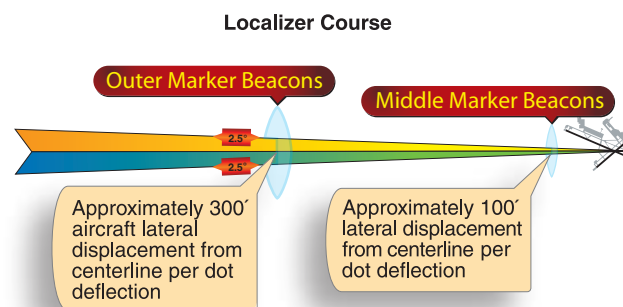 Localizer Course
Outer Marker Beacons
Middle Marker Beacons
2.5°
2.5°
Approximately 300´
aircraft lateral
displacement from
centerline per dot
deflection
Approximately 100´
lateral displacement
from centerline per
dot deflection